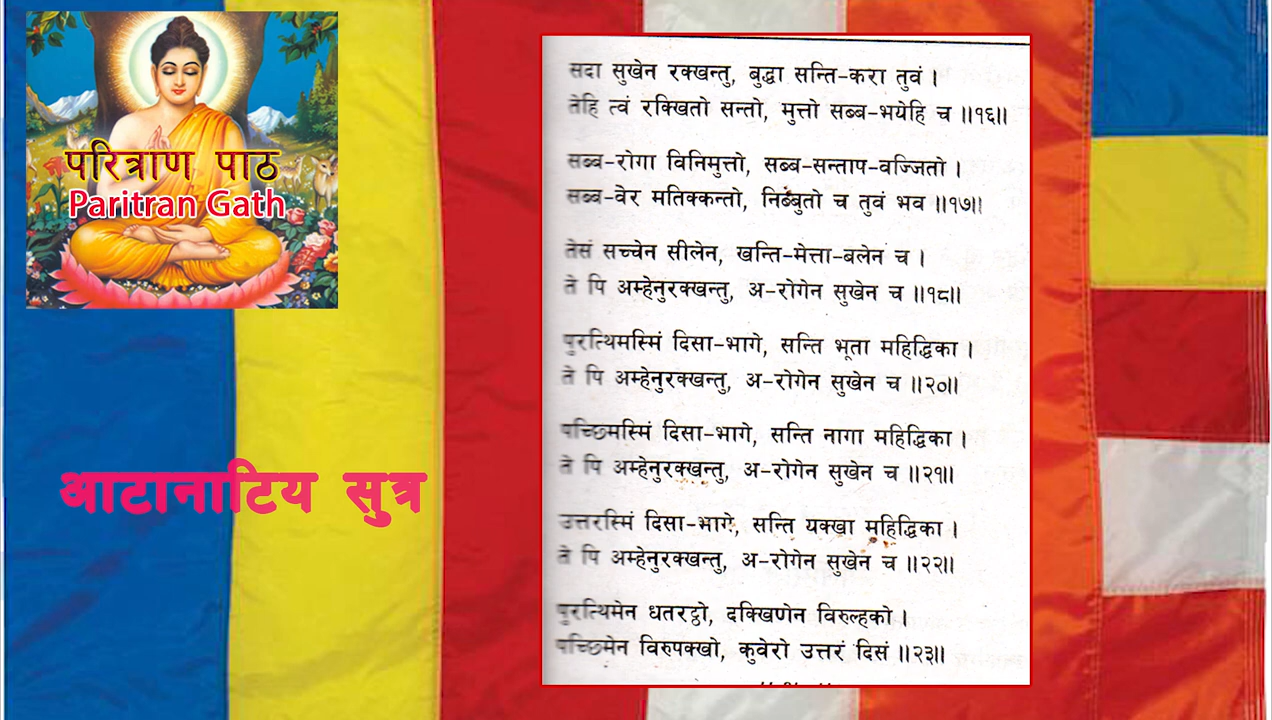 परित्राण पाठ
Paritran Gath
आटानाटिय सुत्र
सदा सुखेन रक्खन्तु, बुद्धा सन्ति-करा तुवं ।
तेहि त्वं रक्खितो सन्तो, मुत्तो सब्ब-भयेहि च ॥१६॥
सब्ब-रोगा विनिमुत्तो, सब्ब-सन्ताप-वज्जितो ।
सब्ब-वेर मतिक्कन्तो, निब्बुतो च तुवं भव ॥१७॥
तेसं सच्चेन सीलेन, खन्ति-मेत्ता-बलेन च ।
ते पि अम्हेनुरक्खन्तु, अ-रोगेन सुखेन च ॥१८॥
पुरत्थिमस्मिं दिसा-भागे, सन्ति भूता महिद्धिका ।
ते पि अम्हेनुरक्खन्तु, अ-रोगेन सुखेन च ॥२०॥
पच्छिमस्मिं दिसा-भागे, सन्ति नागा महिद्धिका ।
ते पि अम्हेनुरक्खन्तु, अ-रोगेन सुखेन च ॥२१॥
उत्तरस्मिं दिसा-भागे, सन्ति यक्खा महिद्धिका ।
ते पि अम्हेनुरक्खन्तु, अ-रोगेन सुखेन च ॥२२॥
पुरत्थिमेन धतरट्ठो, दक्खिणेन विरुल्हको ।
पच्छिमेन विरुपक्खो, कुवेरो उत्तरं दिसं ॥२३॥